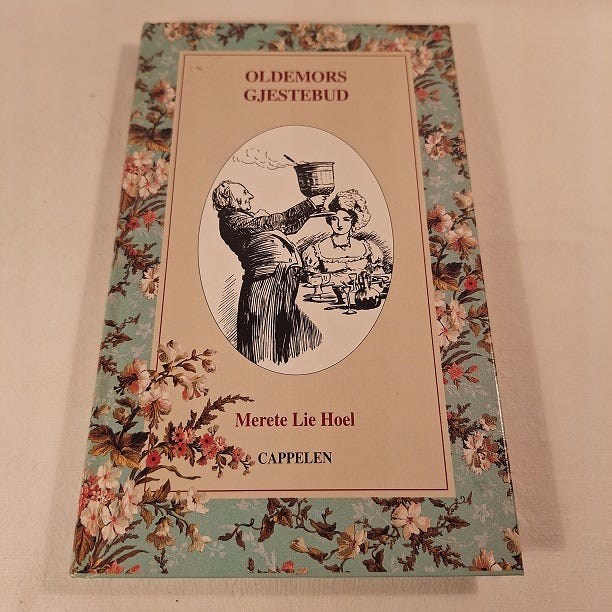 OLDEMORS
GJESTEBUD
Merete Lie Hoel
CAPPELEN